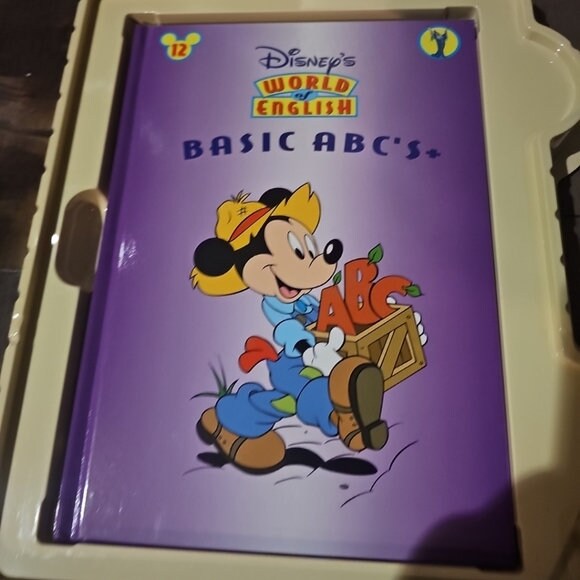 12
Disney's
WORLD
of
ENGLISH
BASIC ABC's+
ABC